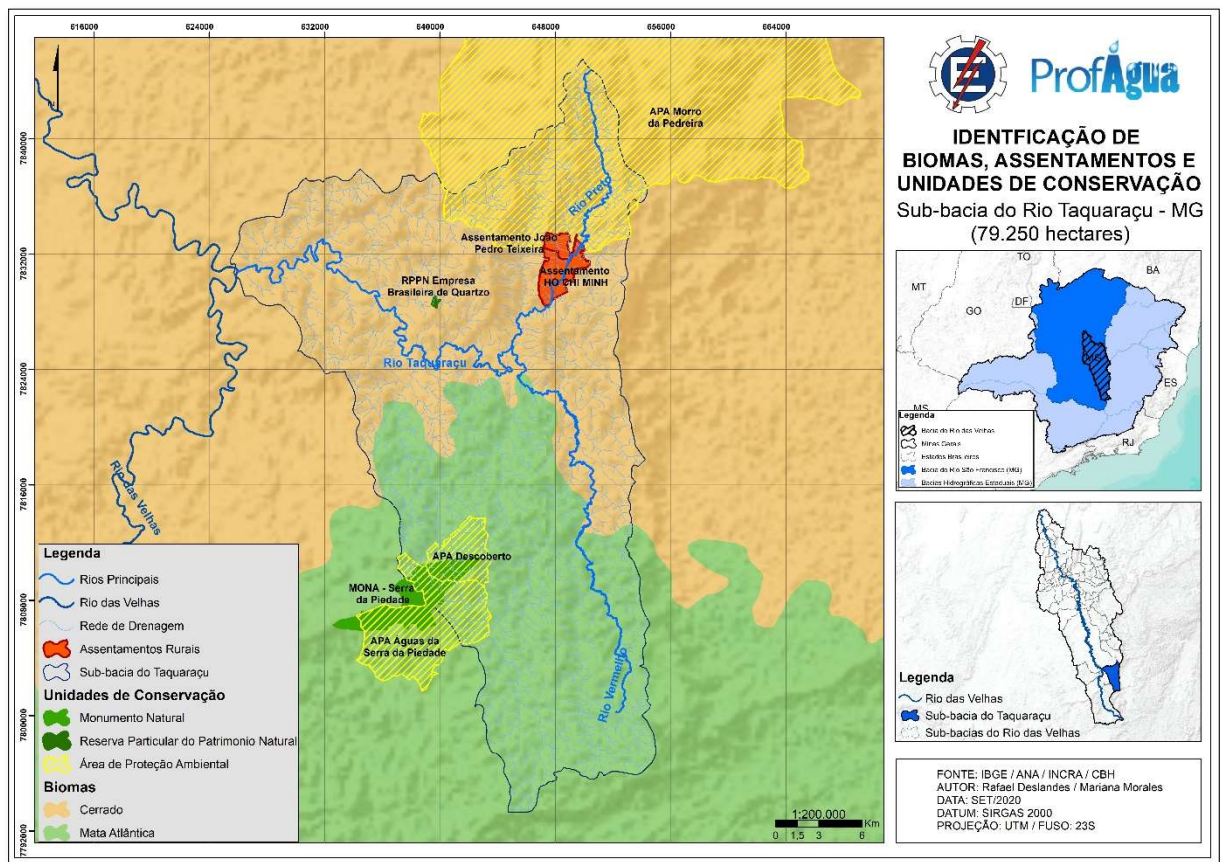 616000
624000
632000
640000
648000
656000
664000
7840000
7832000
7824000
7816000
7808000
7800000
7792000
APA Morro
da Pedreira
Rio Preto
Assentamento João
Pedro Teixeira
Assentamento
HO CHI MINH
RPPN Empresa
Brasileira de Quartzo
Rio Taquaraçu
Rio das Velhas
APA Descoberto
MONA - Serra
da Piedade
APA Águas da
Serra da Piedade
Rio Vermelho
Legenda
Rios Principais
Rio das Velhas
Rede de Drenagem
Assentamentos Rurais
Sub-bacia do Taquaraçu
Unidades de Conservação
Monumento Natural
Reserva Particular do Patrimonio Natural
Área de Proteção Ambiental
Biomas
Cerrado
Mata Atlântica
1:200.000
0 1,5 3 6 Km
E
ProfÁgua
IDENTFICAÇÃO DE
BIOMAS, ASSENTAMENTOS E
UNIDADES DE CONSERVAÇÃO
Sub-bacia do Rio Taquaraçu - MG
(79.250 hectares)
TO
BA
MT
DF
GO
ES
MS
RJ
Legenda
Bacia do Rio das Velhas
Minas Gerais
Estados Brasileiros
Bacia do Rio São Francisco (MG)
Bacias Hidrográficas Estaduais (MG)
Legenda
Rio das Velhas
Sub-bacia do Taquaraçu
Sub-bacias do Rio das Velhas
FONTE: IBGE / ANA / INCRA / CBH
AUTOR: Rafael Deslandes / Mariana Morales
DATA: SET/2020
DATUM: SIRGAS 2000
PROJEÇÃO: UTM / FUSO: 23S